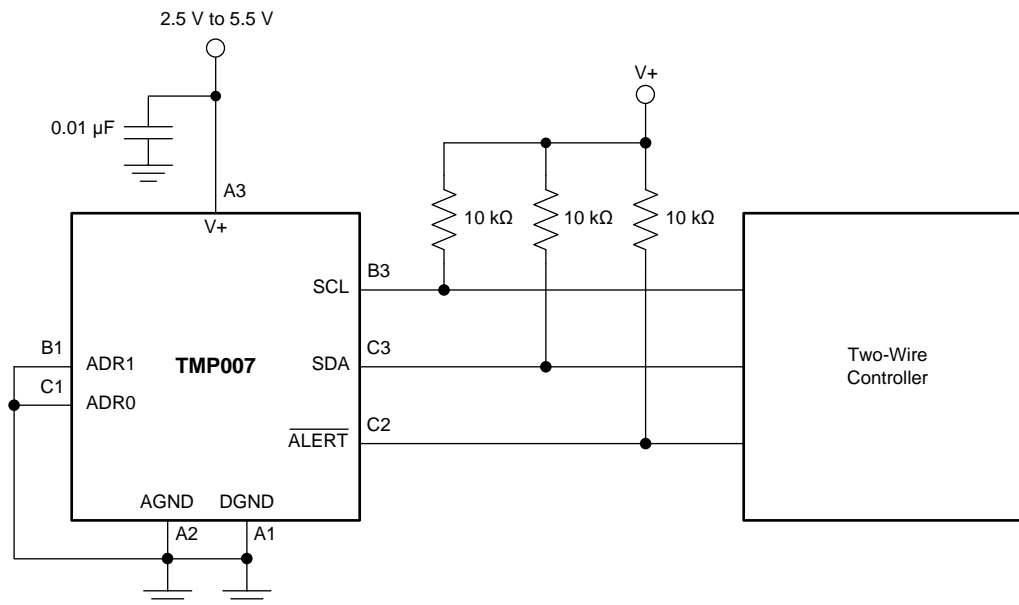 2.5 V to 5.5 V
V+
0.01 µF
A3
V+
10 kΩ
10 kΩ
10 kΩ
SCL
B3
B1
ADR1
TMP007
SDA
C3
Two-Wire
Controller
C1
ADR0
ALERT
C2
AGND
DGND
A2
A1